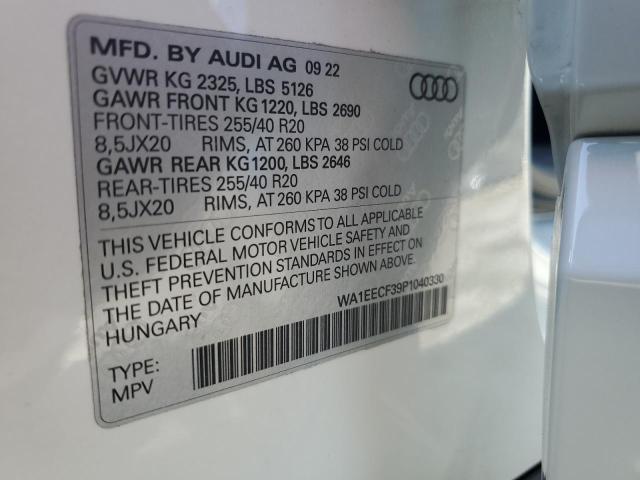 MFD. BY AUDI AG 09 22
GVWR KG 2325, LBS 5126
GAWR FRONT KG 1220, LBS 2690
FRONT-TIRES 255/40 R20
8,5JX20 RIMS, AT 260 KPA 38 PSI COLD
GAWR REAR KG1200, LBS 2646
REAR-TIRES 255/40 R20
8,5JX20 RIMS, AT 260 KPA 38 PSI COLD
THIS VEHICLE CONFORMS TO ALL APPLICABLE
U.S. FEDERAL MOTOR VEHICLE SAFETY AND
THEFT PREVENTION STANDARDS IN EFFECT ON
THE DATE OF MANUFACTURE SHOWN ABOVE.
HUNGARY
WA1EECF39P1040330
TYPE:
MPV